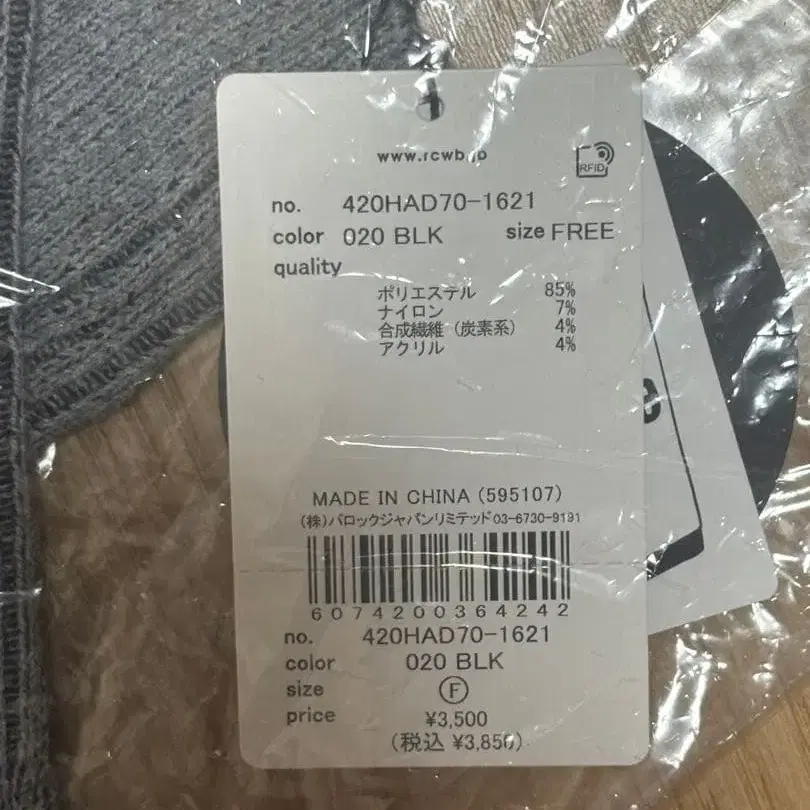 www.rcwb.jp
RFID
no. 420HAD70-1621
color 020 BLK size FREE
quality
ポリエステル 85%
ナイロン 7%
合成繊維（炭素系） 4%
アクリル 4%
MADE IN CHINA (595107)
(株)バロックジャパンリミテッド03-6730-9191
6074200364242
no. 420HAD70-1621
color 020 BLK
size F
price ¥3,500
(税込 ¥3,850)